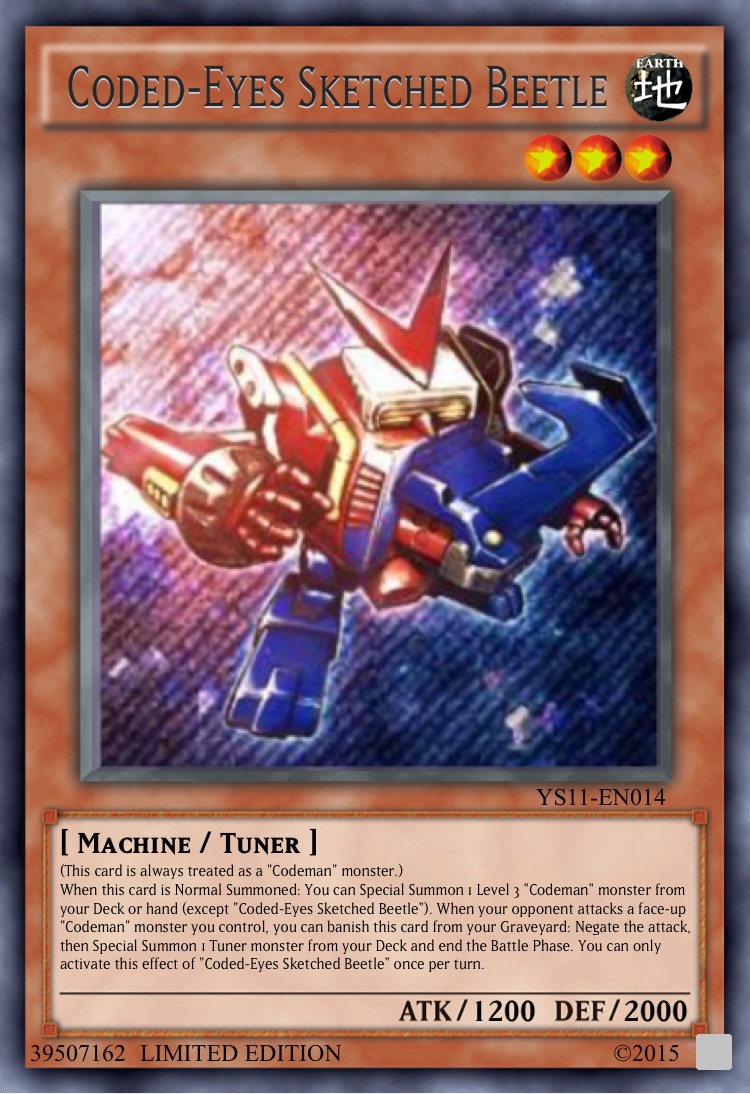 Coded-Eyes Sketched Beetle
EARTH
地
YS11-EN014
[ Machine / Tuner ]
(This card is always treated as a "Codeman" monster.)
When this card is Normal Summoned: You can Special Summon 1 Level 3 "Codeman" monster from
your Deck or hand (except "Coded-Eyes Sketched Beetle"). When your opponent attacks a face-up
"Codeman" monster you control, you can banish this card from your Graveyard: Negate the attack,
then Special Summon 1 Tuner monster from your Deck and end the Battle Phase. You can only
activate this effect of "Coded-Eyes Sketched Beetle" once per turn.
ATK/1200 DEF/2000
39507162 LIMITED EDITION ©2015